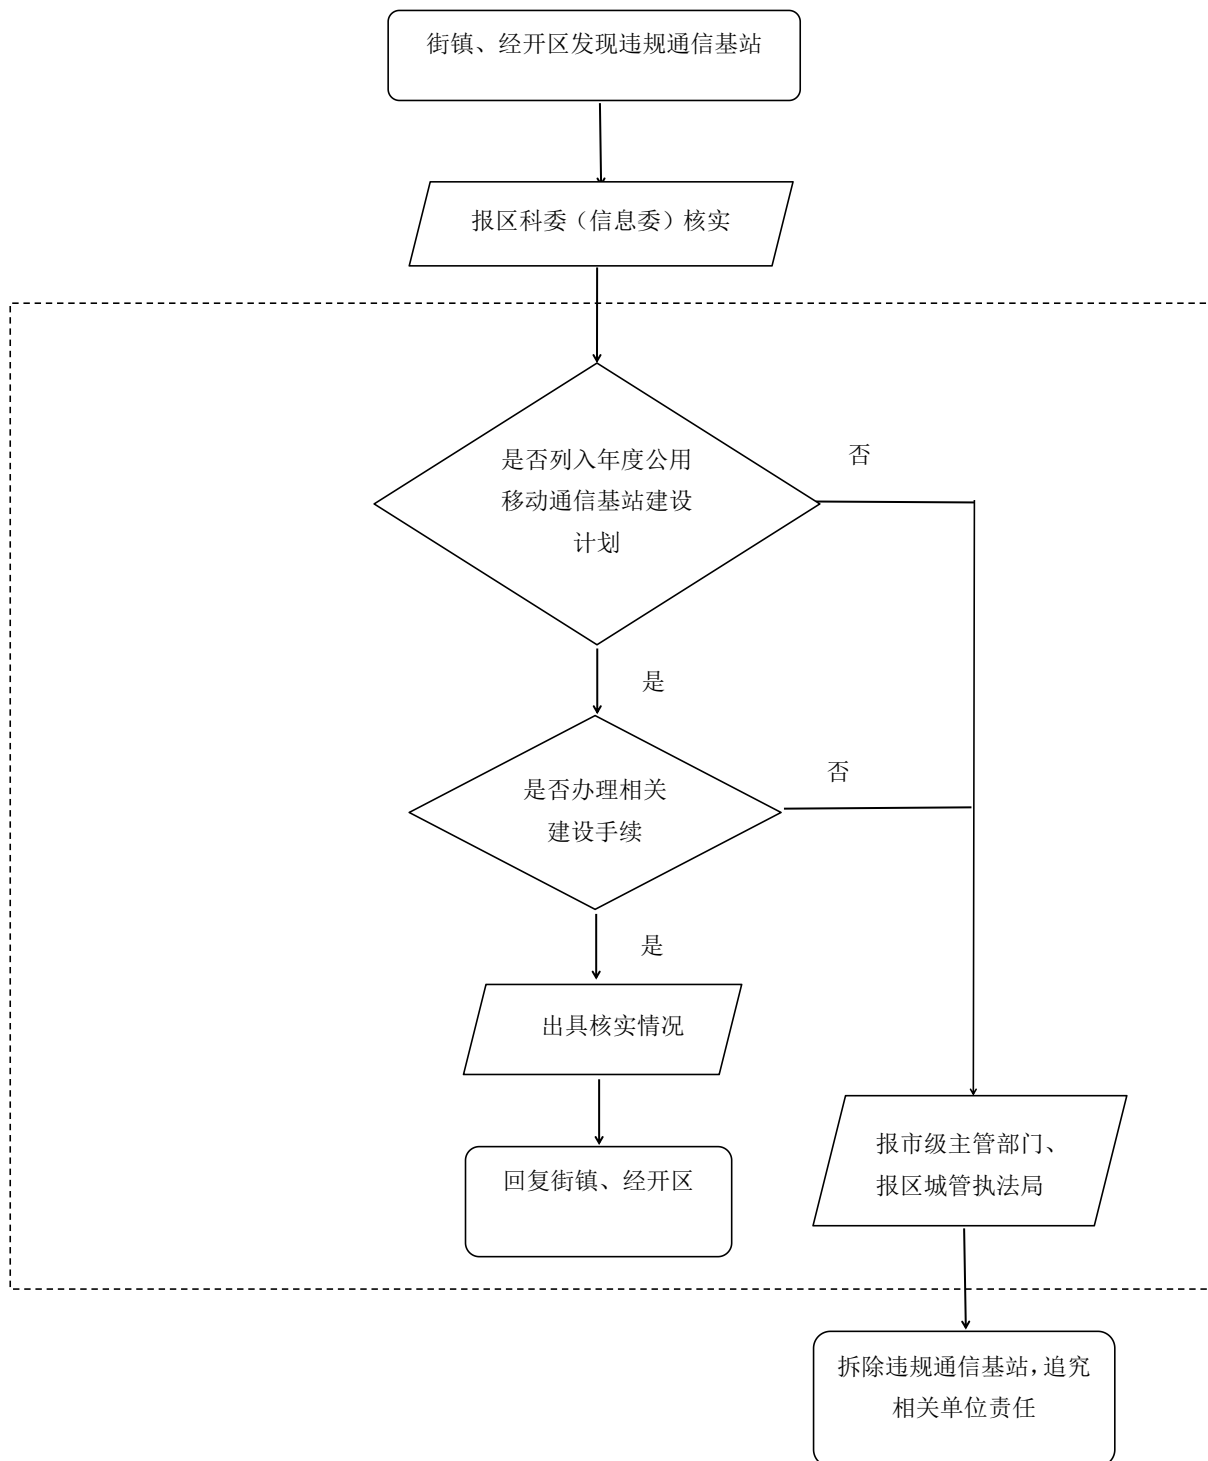 街镇、经开区发现违规通信基站
报区科委（信息委）核实
是否列入年度公用
移动通信基站建设
计划
否
是
是否办理相关
建设手续
否
是
出具核实情况
回复街镇、经开区
报市级主管部门、
报区城管执法局
拆除违规通信基站，追究
相关单位责任